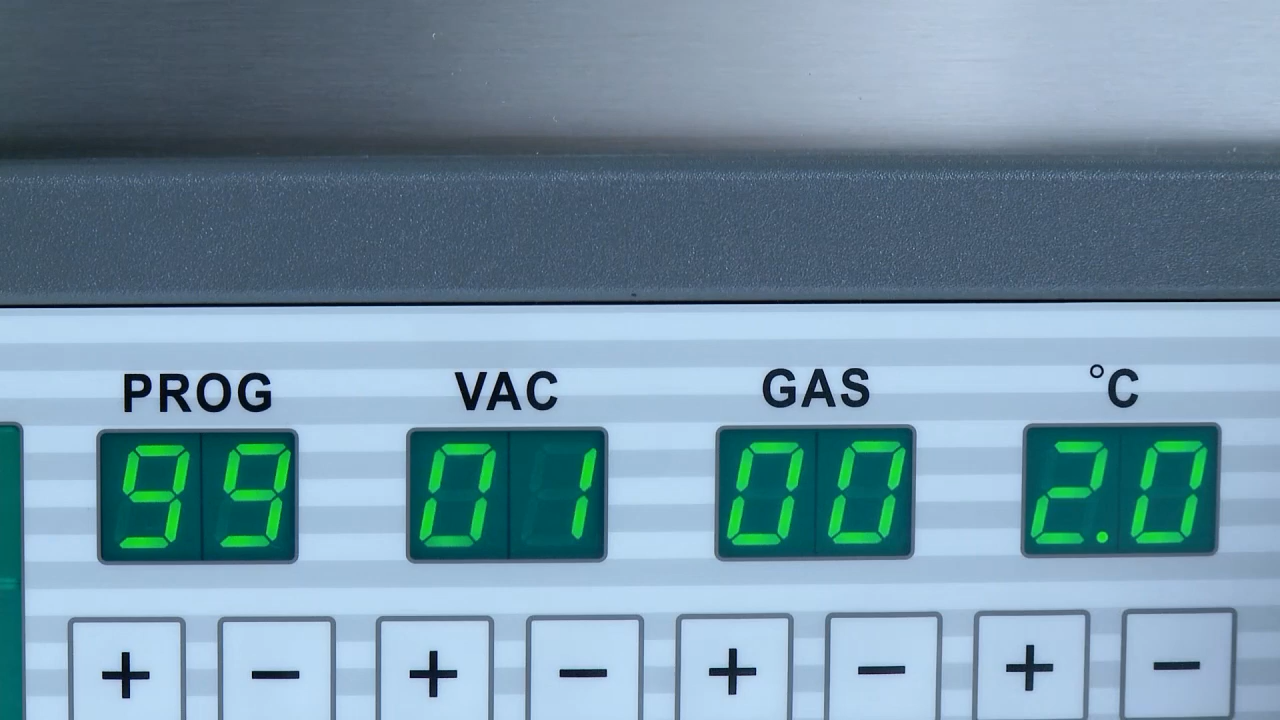 PROG VAC GAS °C
99 01 00 2.0
+ − + − + − + −